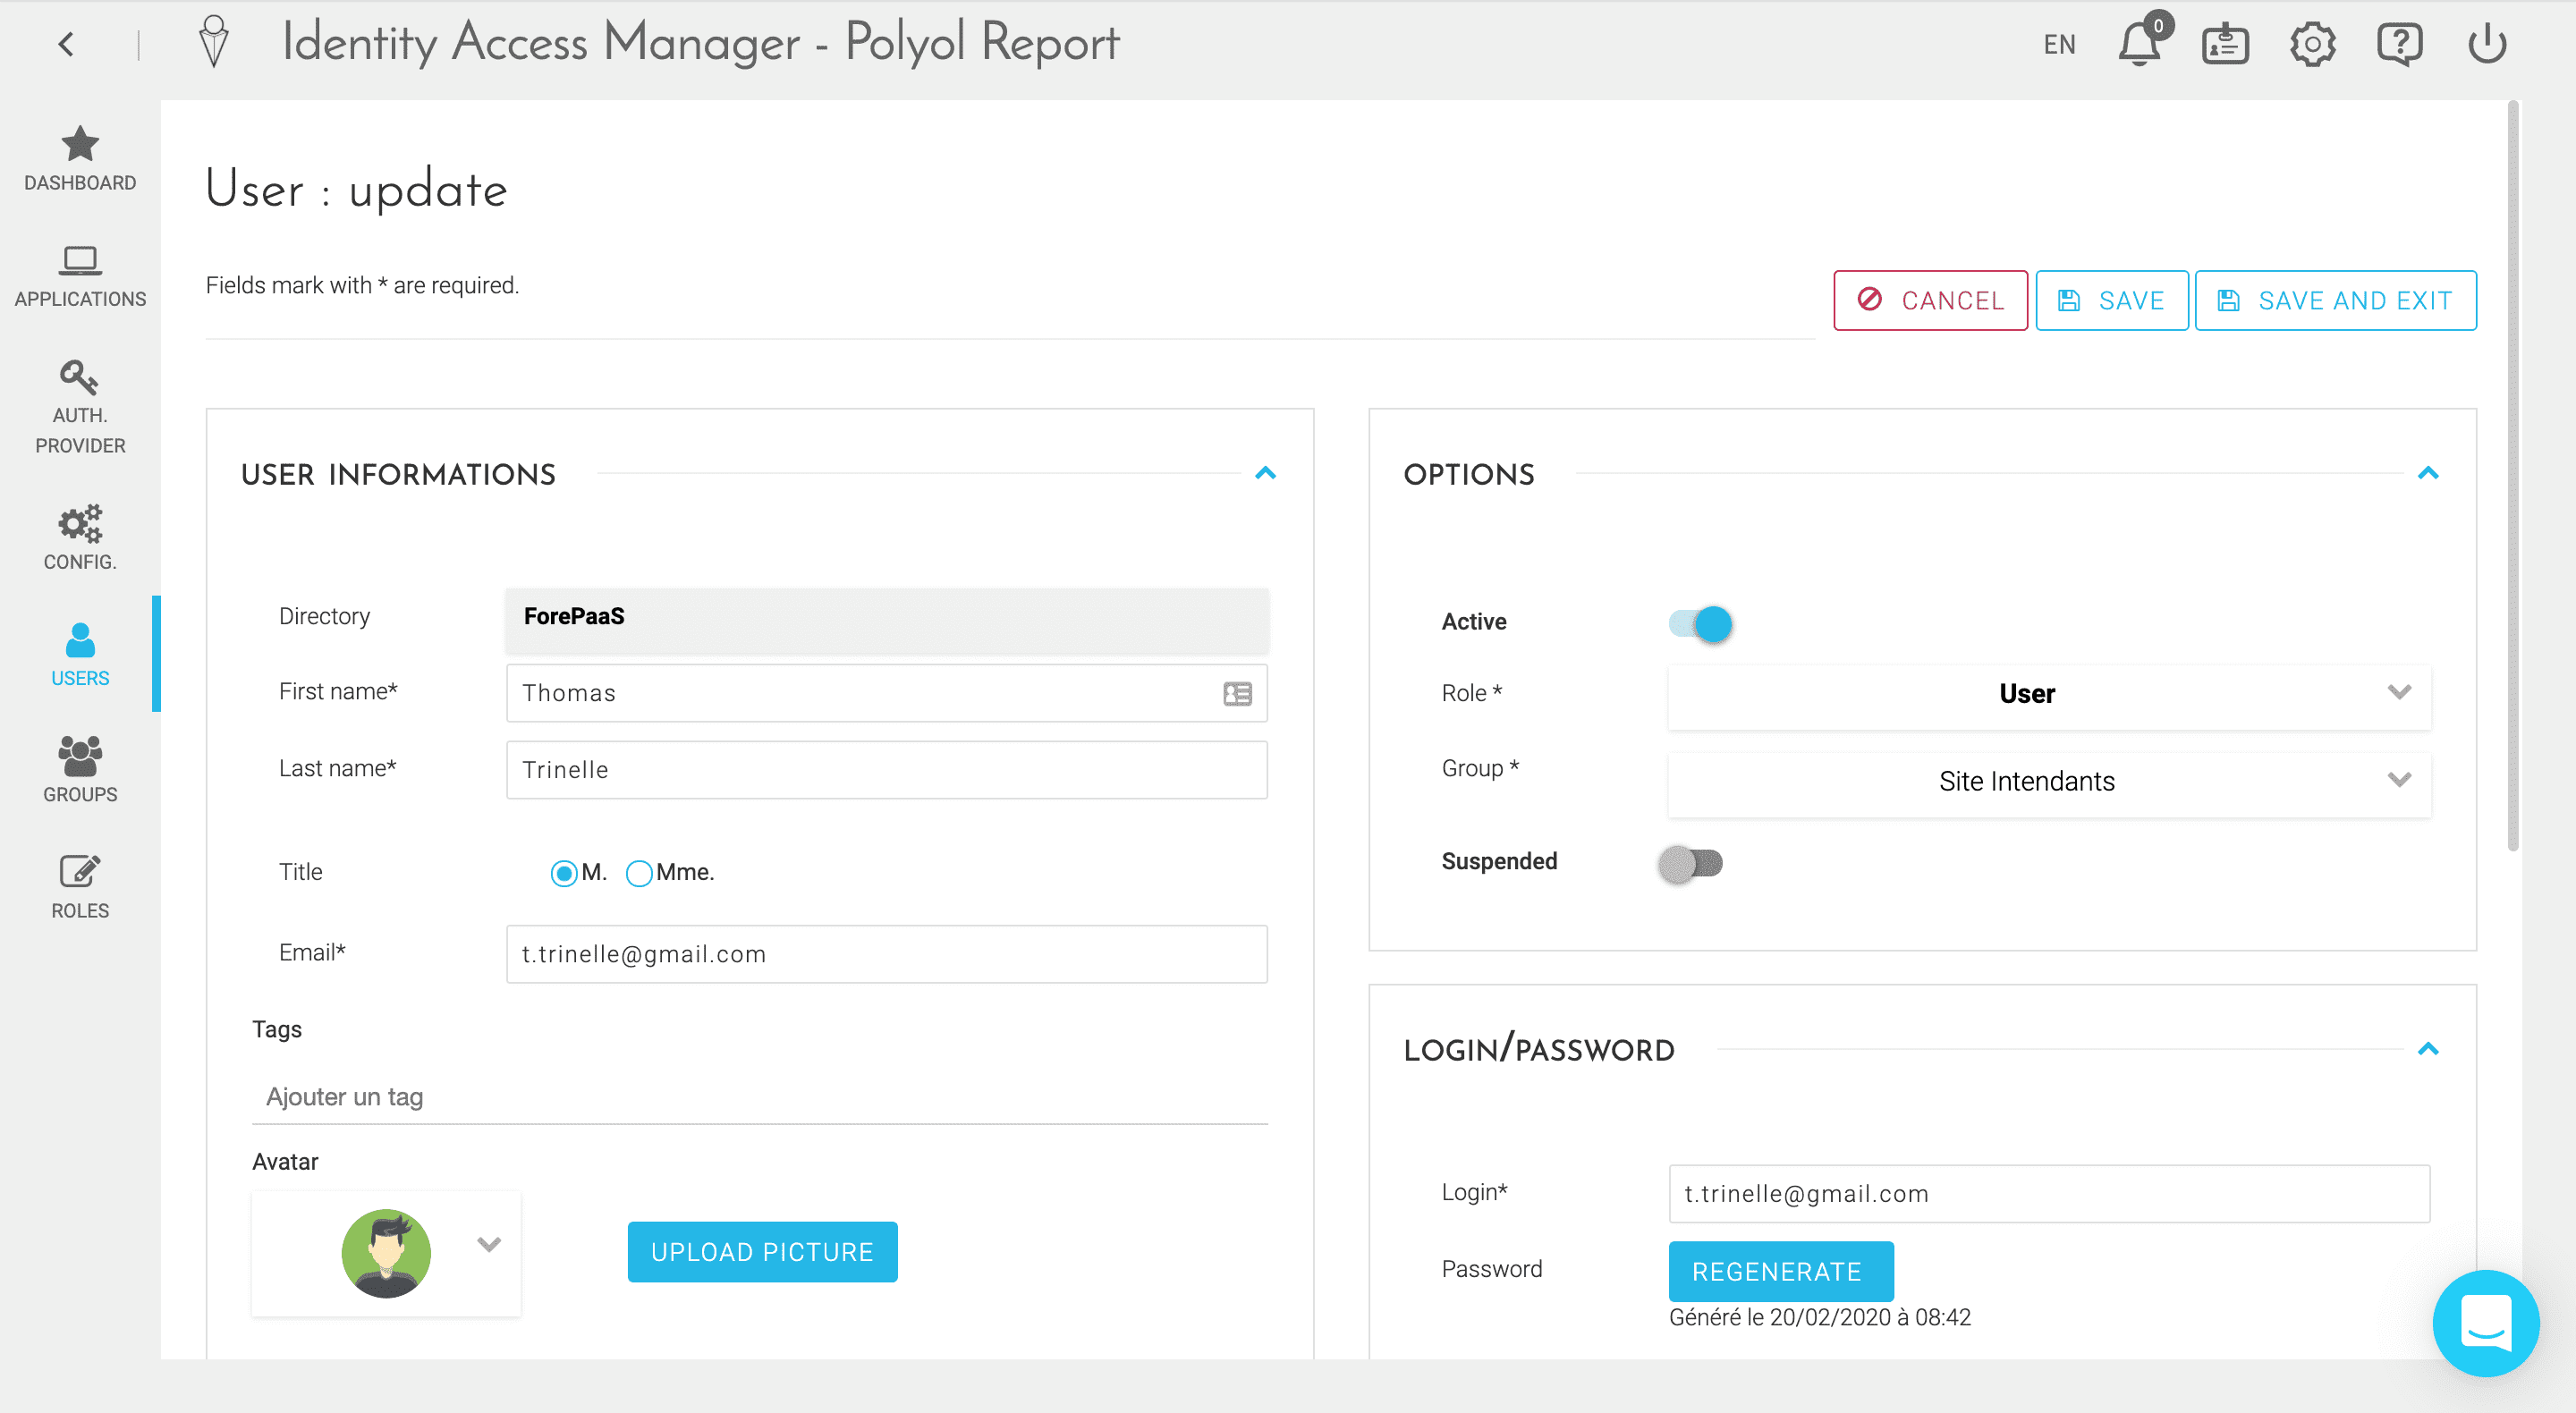 Identity Access Manager - Polyol Report
EN
0
DASHBOARD
APPLICATIONS
AUTH.
PROVIDER
CONFIG.
USERS
GROUPS
ROLES
User : update
Fields mark with * are required.
CANCEL
SAVE
SAVE AND EXIT
USER INFORMATIONS
Directory
ForePaaS
First name*
Thomas
Last name*
Trinelle
Title
M.
Mme.
Email*
t.trinelle@gmail.com
Tags
Ajouter un tag
Avatar
UPLOAD PICTURE
OPTIONS
Active
Role *
User
Group *
Site Intendants
Suspended
LOGIN/PASSWORD
Login*
t.trinelle@gmail.com
Password
REGENERATE
Généré le 20/02/2020 à 08:42